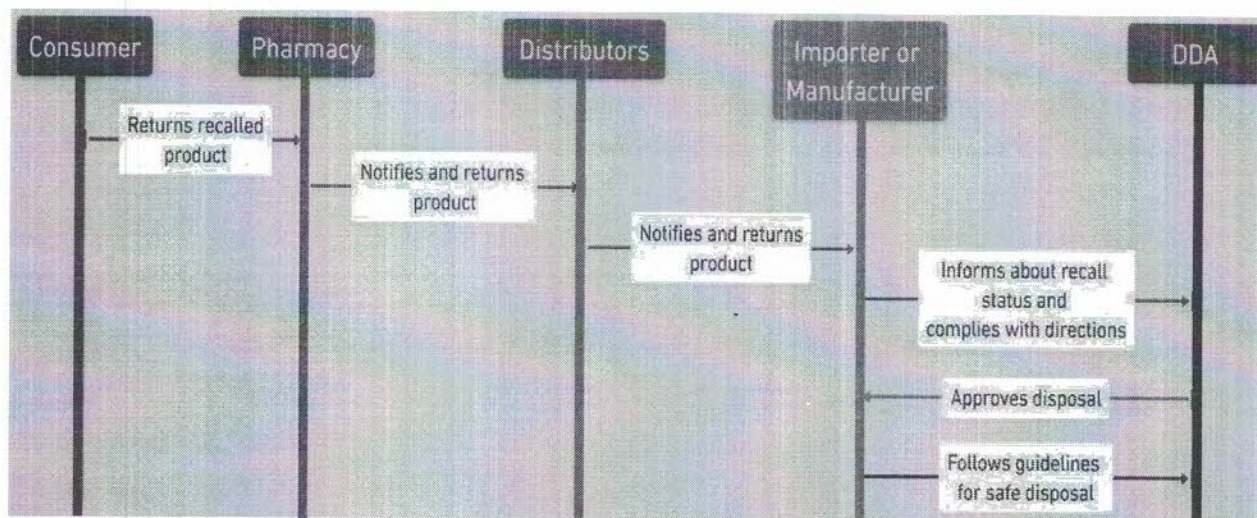 Consumer
Pharmacy
Distributors
Importer or
Manufacturer
DDA
Returns recalled
product
Notifies and returns
product
Notifies and returns
product
Informs about recall
status and
complies with directions
Approves disposal
Follows guidelines
for safe disposal